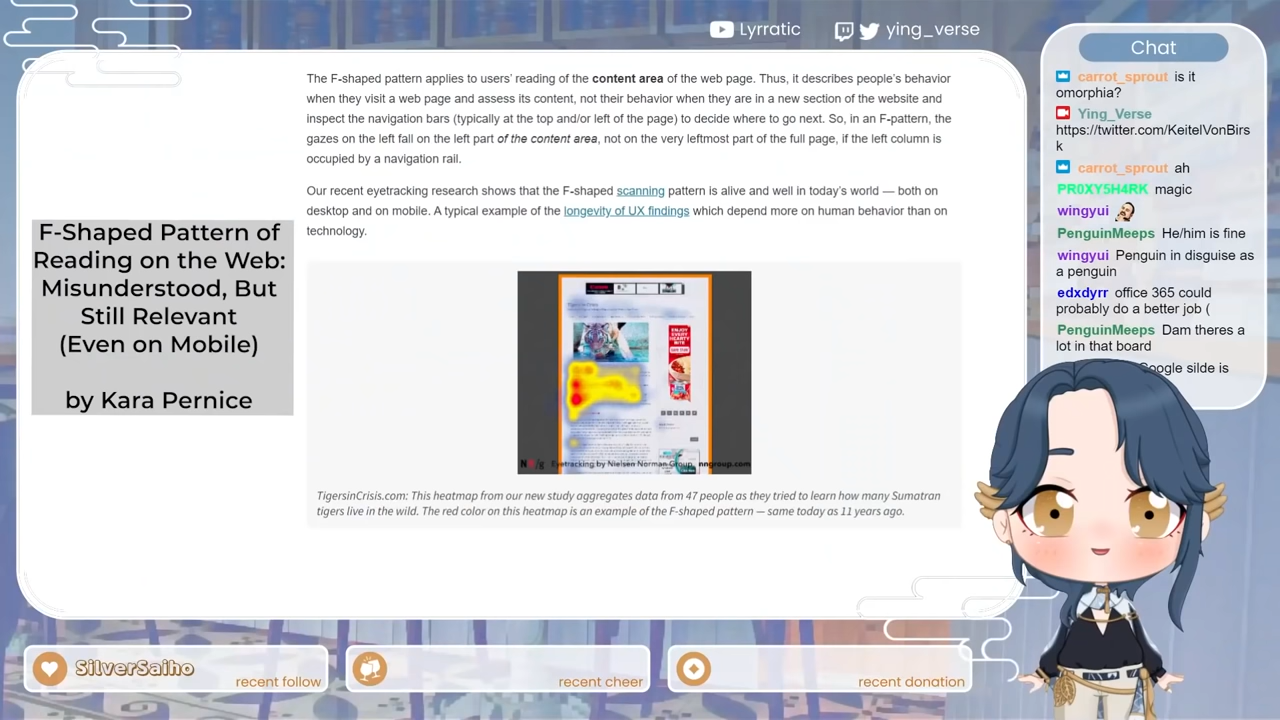 Lyrratic
ying_verse
F-Shaped Pattern of
Reading on the Web:
Misunderstood, But
Still Relevant
(Even on Mobile)
by Kara Pernice
The F-shaped pattern applies to users' reading of the content area of the web page. Thus, it describes people's behavior
when they visit a web page and assess its content, not their behavior when they are in a new section of the website and
inspect the navigation bars (typically at the top and/or left of the page) to decide where to go next. So, in an F-pattern, the
gazes on the left fall on the left part of the content area, not on the very leftmost part of the full page, if the left column is
occupied by a navigation rail.
Our recent eyetracking research shows that the F-shaped scanning pattern is alive and well in today's world — both on
desktop and on mobile. A typical example of the longevity of UX findings which depend more on human behavior than on
technology.
ENJOY
EVERY
Eyetracking by Nielsen Norman Group nngroup.com
TigersinCrisis.com: This heatmap from our new study aggregates data from 47 people as they tried to learn how many Sumatran
tigers live in the wild. The red color on this heatmap is an example of the F-shaped pattern — same today as 11 years ago.
Chat
carrot_sprout is it
omorphia?
Ying_Verse
https://twitter.com/KeitelVonBirs
k
carrot_sprout ah
PR0XY5H4RK magic
wingyui
PenguinMeeps He/him is fine
wingyui Penguin in disguise as
a penguin
edxdyrr office 365 could
probably do a better job (
PenguinMeeps Dam theres a
lot in that board
Google silde is
SilverSaiho
recent follow
recent cheer
recent donation